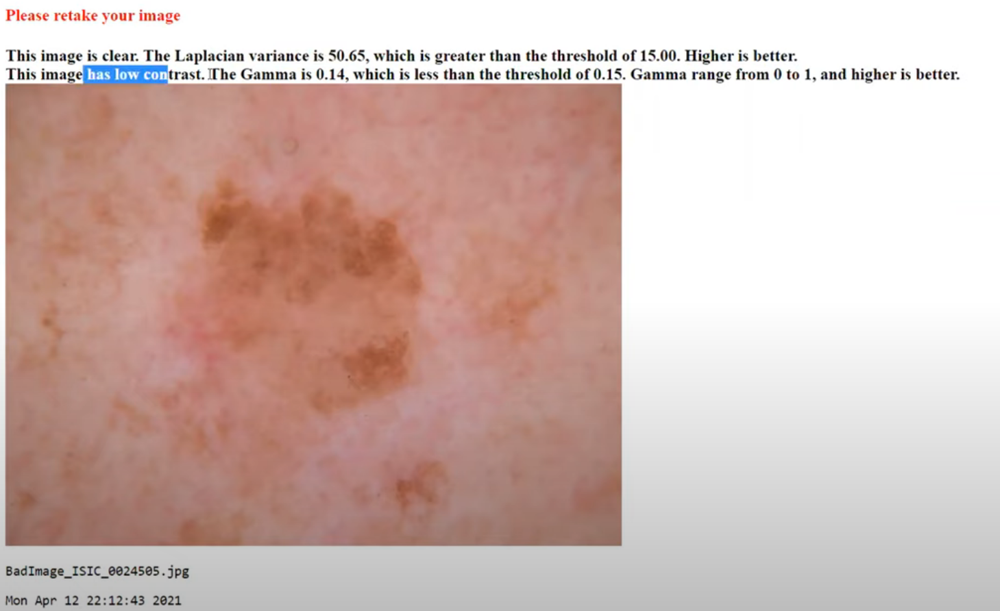 Please retake your image
This image is clear. The Laplacian variance is 50.65, which is greater than the threshold of 15.00. Higher is better.
This image has low contrast. The Gamma is 0.14, which is less than the threshold of 0.15. Gamma range from 0 to 1, and higher is better.
BadImage_ISIC_0024505.jpg
Mon Apr 12 22:12:43 2021